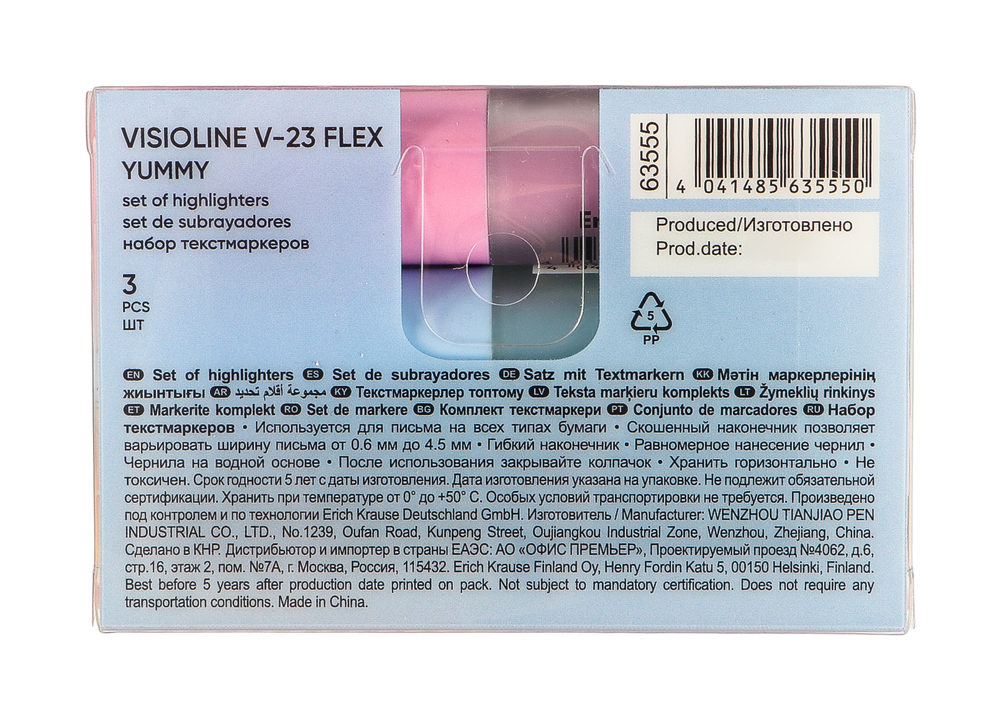 VISIOLINE V-23 FLEX
YUMMY
set of highlighters
set de subrayadores
набор текстмаркеров
3
PCS
ШТ
63555
4 041485 635550
Produced/Изготовлено
Prod.date:
5
PP
EN Set of highlighters ES Set de subrayadores DE Satz mit Textmarkern KK Мәтін маркерлерінің
жиынтығы AR مجموعة أقلام تحديد KY Текстмаркерлер топтому LV Teksta marķieru komplekts LT Žymeklių rinkinys
ET Markerite komplekt RO Set de markere BG Комплект текстмаркери PT Conjunto de marcadores RU Набор
текстмаркеров • Используется для письма на всех типах бумаги • Скошенный наконечник позволяет
варьировать ширину письма от 0.6 мм до 4.5 мм • Гибкий наконечник • Равномерное нанесение чернил •
Чернила на водной основе • После использования закрывайте колпачок • Хранить горизонтально • Не
токсичен. Срок годности 5 лет с даты изготовления. Дата изготовления указана на упаковке. Не подлежит обязательной
сертификации. Хранить при температуре от 0° до +50° С. Особых условий транспортировки не требуется. Произведено
под контролем и по технологии Erich Krause Deutschland GmbH. Изготовитель / Manufacturer: WENZHOU TIANJIAO PEN
INDUSTRIAL CO., LTD., No.1239, Oufan Road, Kunpeng Street, Oujiangkou Industrial Zone, Wenzhou, Zhejiang, China.
Сделано в КНР. Дистрибьютор и импортер в страны ЕАЭС: АО «ОФИС ПРЕМЬЕР», Проектируемый проезд №4062, д.6,
стр.16, этаж 2, пом. №7А, г. Москва, Россия, 115432. Erich Krause Finland Oy, Henry Fordin Katu 5, 00150 Helsinki, Finland.
Best before 5 years after production date printed on pack. Not subject to mandatory certification. Does not require any
transportation conditions. Made in China.